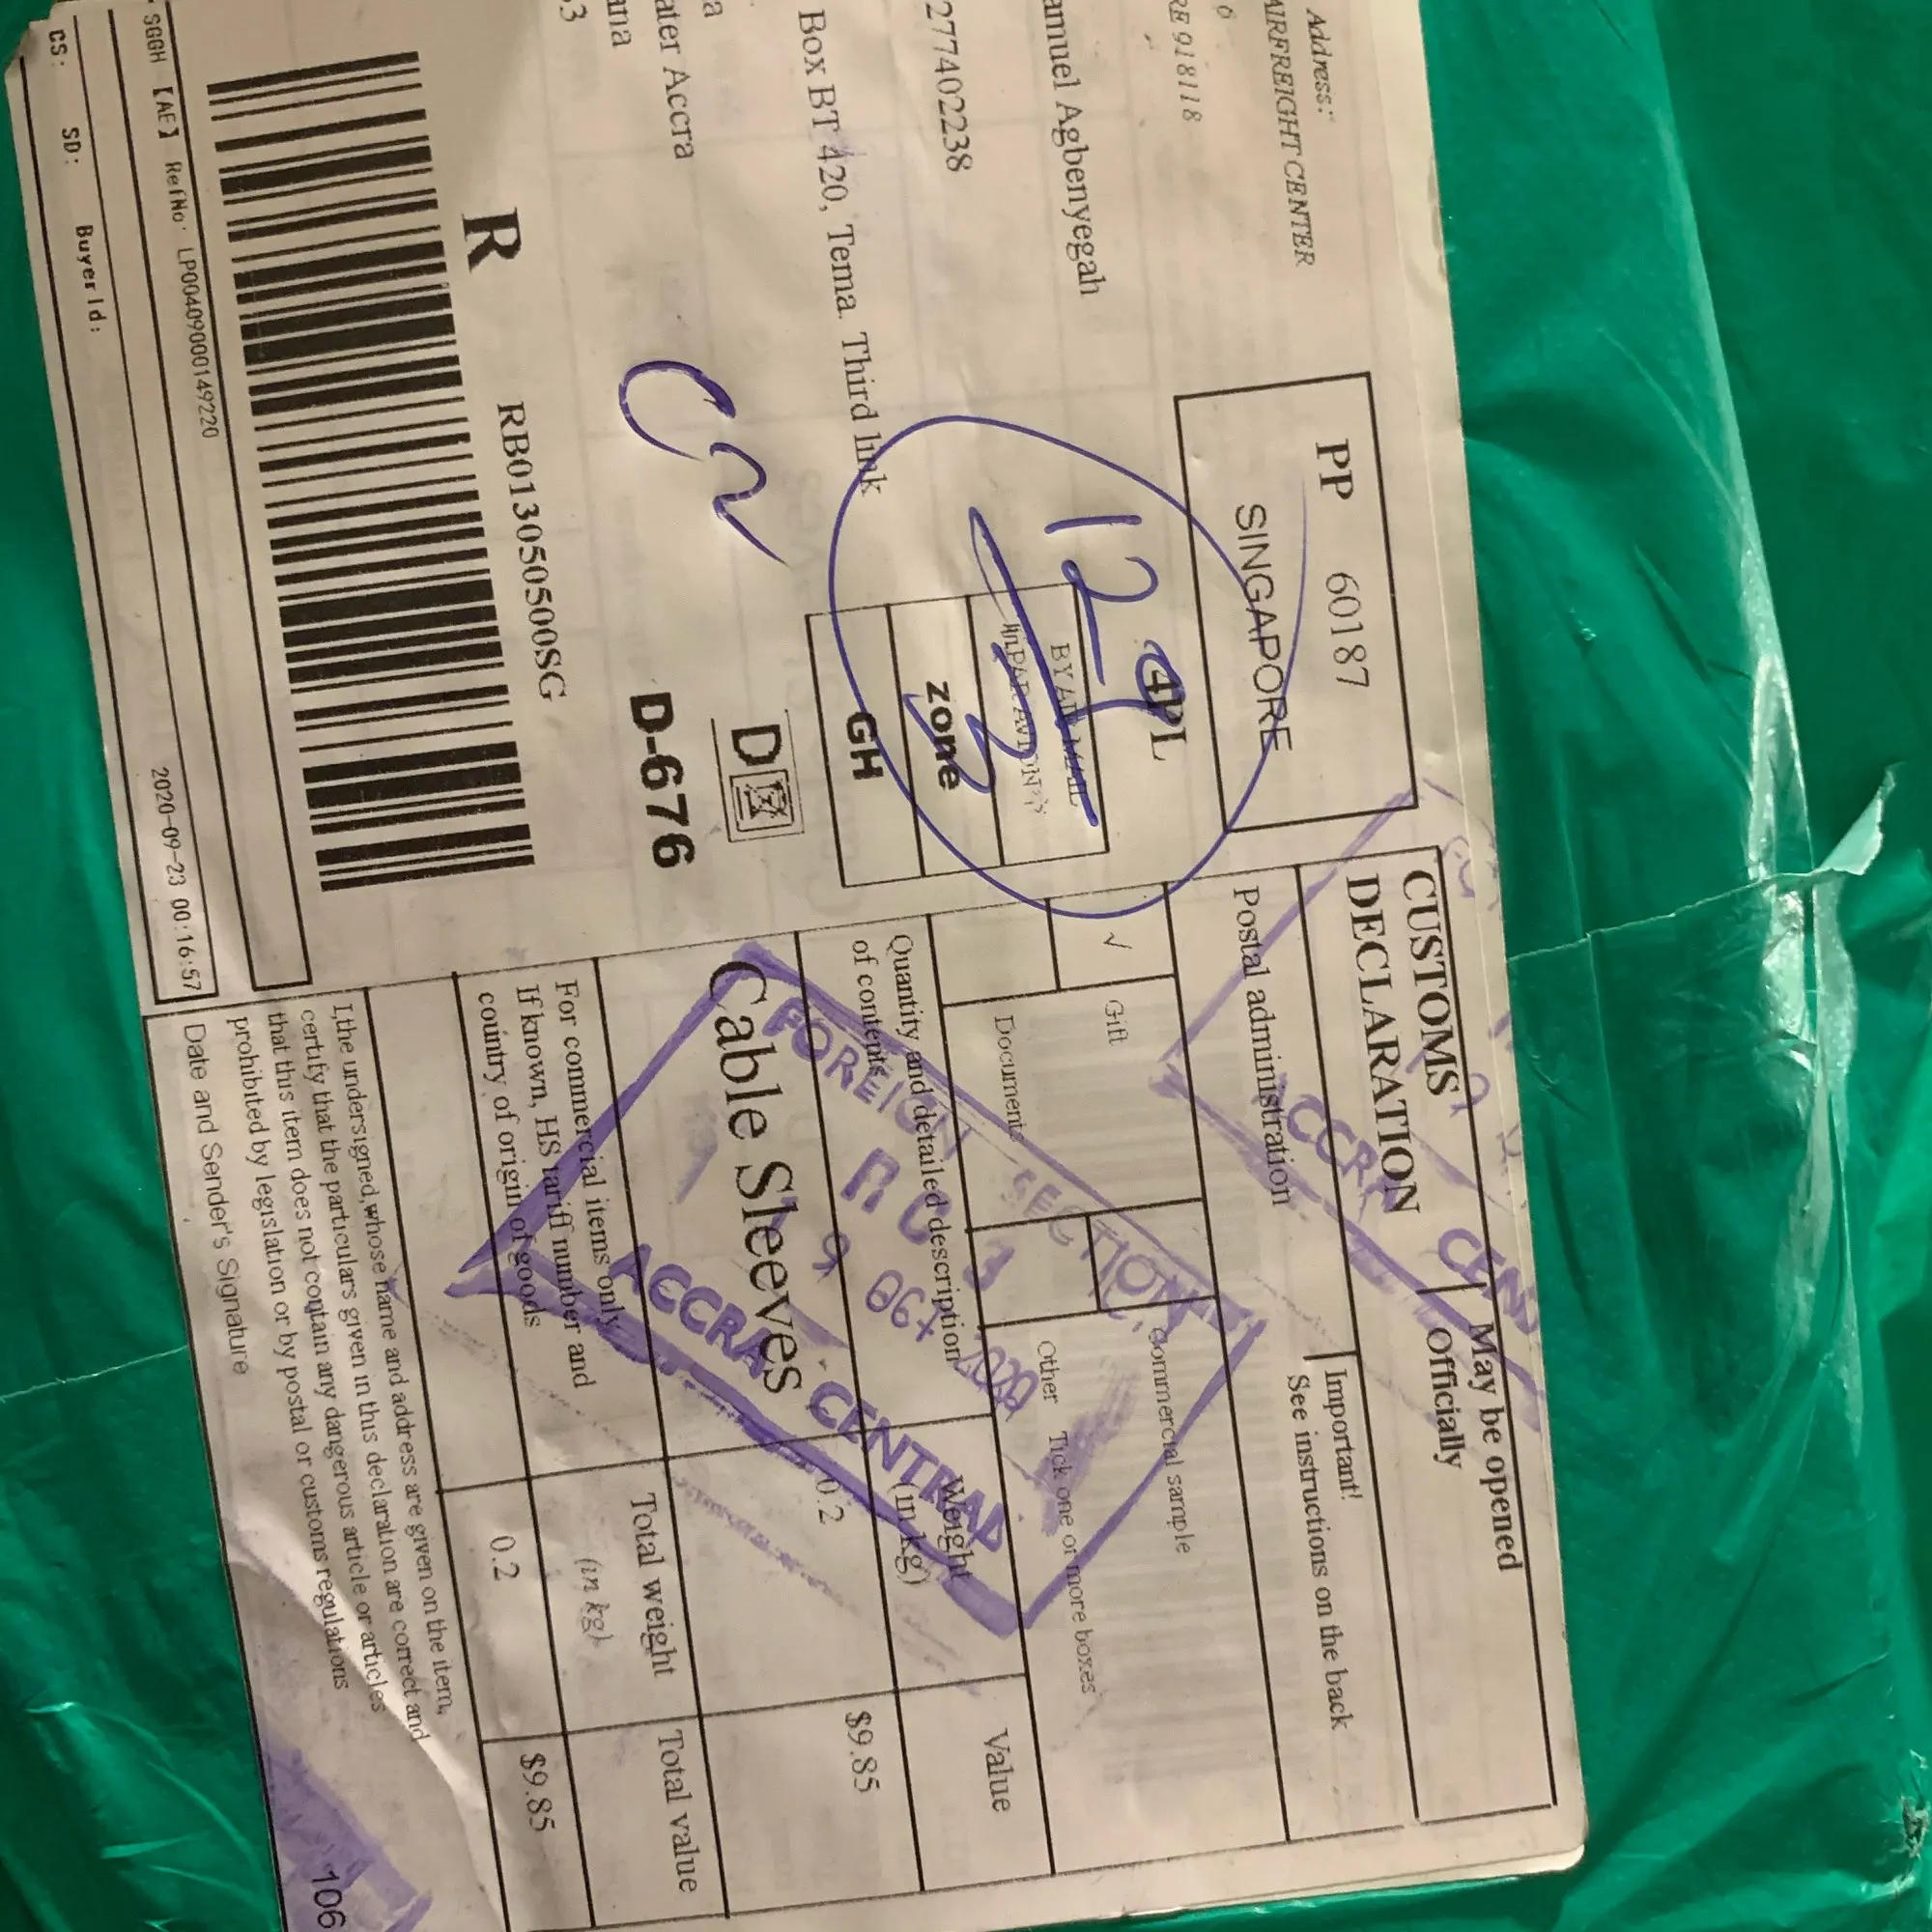 Address:
AIRFREIGHT CENTER
RE 918118
amuel Agbenyegah
277402238
Box BT 420, Tema. Third link
ater Accra
ana
PP 60187
SINGAPORE
4PL
BY AIR MAIL
PAR AVION
zone
GH
D
D-676
R
RB013050500SG
SGGH 【AE】 RefNo: LP00409000149220
2020-09-23 00:16:57
CS: SD: BuyerId:
CUSTOMS
DECLARATION
May be opened
Officially
Postal administration
Important!
See instructions on the back
√ Gift
Commercial sample
Documents
Other Tick one or more boxes
Quantity and detailed description
of contents
Weight
(in kg)
Value
Cable Sleeves
0.2
$9.85
For commercial items only
If known, HS tariff number and
country of origin of goods
Total weight
(in kg)
Total value
0.2
$9.85
I,the undersigned,whose name and address are given on the item,
certify that the particulars given in this declaration are correct and
that this item does not contain any dangerous article or articles
prohibited by legislation or by postal or customs regulations
Date and Sender's Signature
106
FOREIGN SECTION
ACCRA CENTRAL
ACCRA CEN